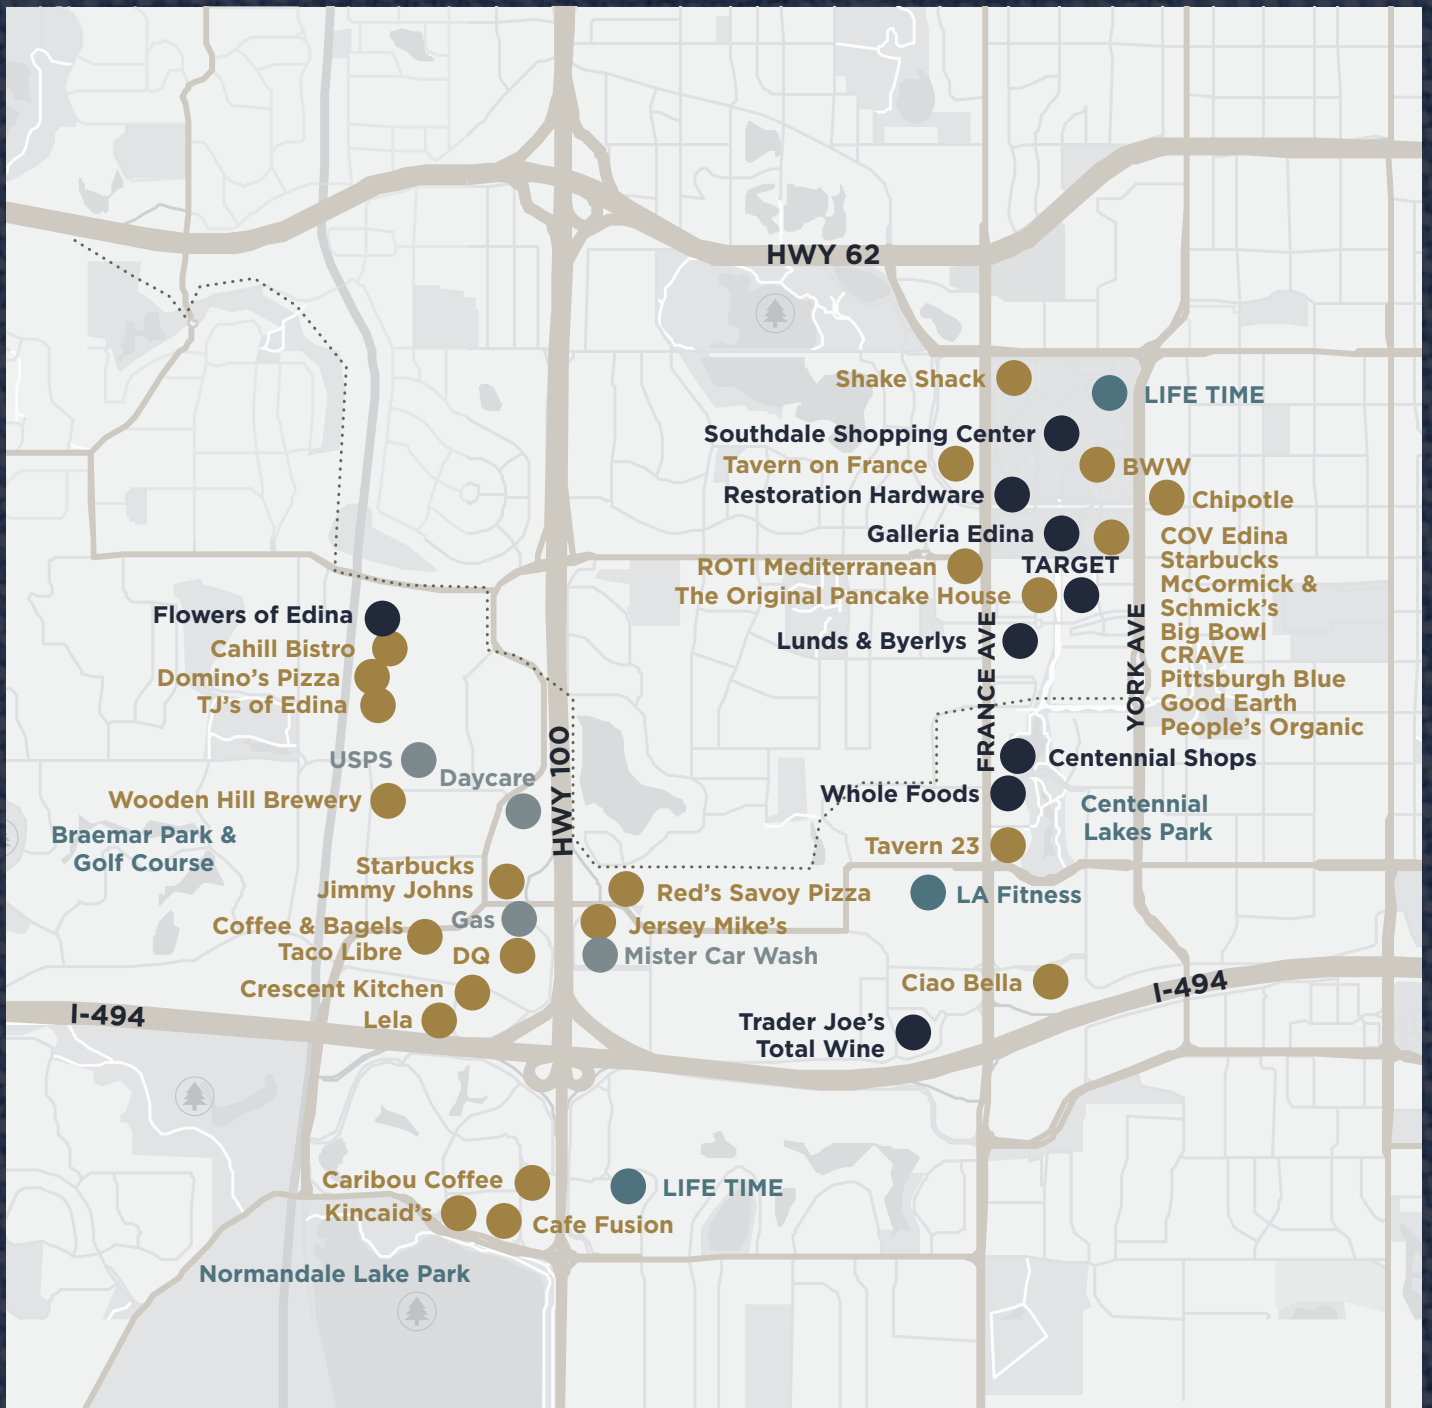 HWY 62
Shake Shack
LIFE TIME
Southdale Shopping Center
Tavern on France
BWW
Restoration Hardware
Chipotle
Galleria Edina
COV Edina
Starbucks
McCormick &
Schmick's
Big Bowl
CRAVE
Pittsburgh Blue
Good Earth
People's Organic
ROTI Mediterranean
TARGET
The Original Pancake House
Lunds & Byerlys
FRANCE AVE
YORK AVE
Flowers of Edina
Cahill Bistro
Domino's Pizza
TJ's of Edina
USPS
Daycare
HWY 100
Centennial Shops
Whole Foods
Wooden Hill Brewery
Centennial
Lakes Park
Braemar Park &
Golf Course
Tavern 23
Starbucks
Jimmy Johns
Red's Savoy Pizza
LA Fitness
Coffee & Bagels
Taco Libre
Gas
Jersey Mike's
DQ
Mister Car Wash
Crescent Kitchen
Ciao Bella
I-494
I-494
Lela
Trader Joe's
Total Wine
Caribou Coffee
LIFE TIME
Kincaid's
Cafe Fusion
Normandale Lake Park